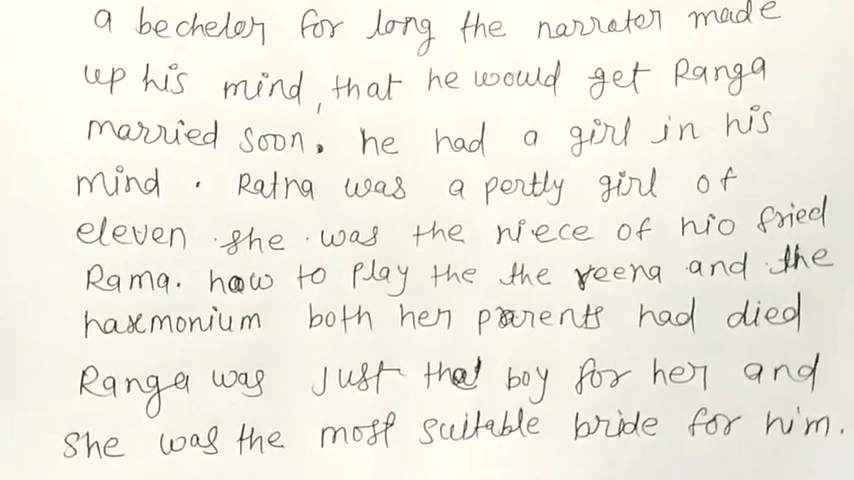 a becheler for long the narrater made
up his mind, that he would get Ranga
married soon. he had a girl in his
mind. Ratna was a pertly girl of
eleven .she .was the niece of hio fried
Rama. how to play the the veena and .the
harmonium both her parents had died
Ranga was just that boy for her and
she was the most suitable bride for him.